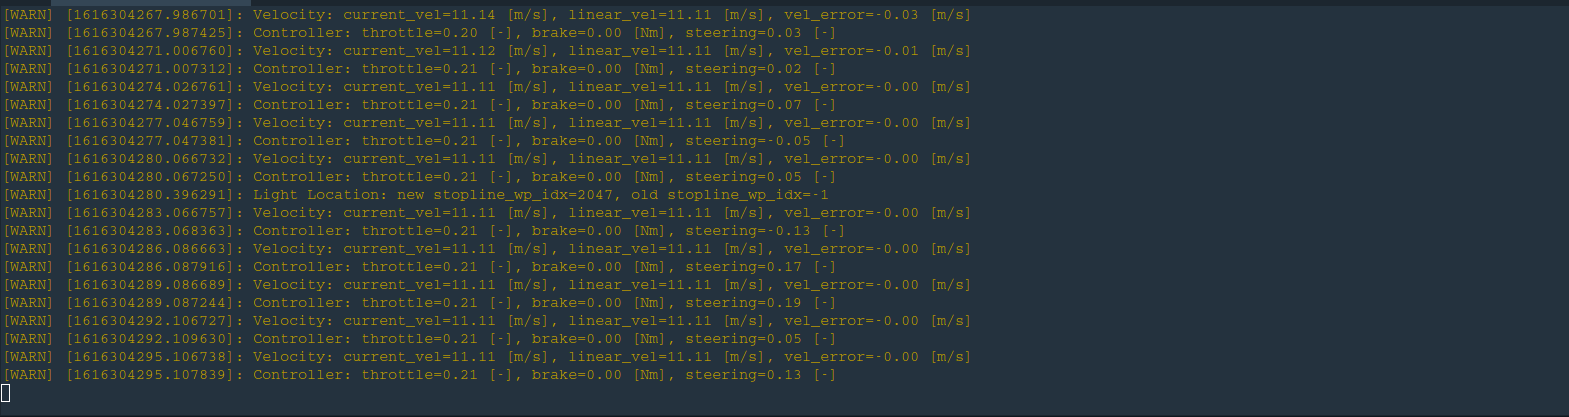 [WARN] [1616304267.986701]: Velocity: current_vel=11.14 [m/s], linear_vel=11.11 [m/s], vel_error=-0.03 [m/s]
[WARN] [1616304267.987425]: Controller: throttle=0.20 [-], brake=0.00 [Nm], steering=0.03 [-]
[WARN] [1616304271.006760]: Velocity: current_vel=11.12 [m/s], linear_vel=11.11 [m/s], vel_error=-0.01 [m/s]
[WARN] [1616304271.007312]: Controller: throttle=0.21 [-], brake=0.00 [Nm], steering=0.02 [-]
[WARN] [1616304274.026761]: Velocity: current_vel=11.11 [m/s], linear_vel=11.11 [m/s], vel_error=-0.00 [m/s]
[WARN] [1616304274.027397]: Controller: throttle=0.21 [-], brake=0.00 [Nm], steering=0.07 [-]
[WARN] [1616304277.046759]: Velocity: current_vel=11.11 [m/s], linear_vel=11.11 [m/s], vel_error=-0.00 [m/s]
[WARN] [1616304277.047381]: Controller: throttle=0.21 [-], brake=0.00 [Nm], steering=-0.05 [-]
[WARN] [1616304280.066732]: Velocity: current_vel=11.11 [m/s], linear_vel=11.11 [m/s], vel_error=-0.00 [m/s]
[WARN] [1616304280.067250]: Controller: throttle=0.21 [-], brake=0.00 [Nm], steering=0.05 [-]
[WARN] [1616304280.396291]: Light Location: new stopline_wp_idx=2047, old stopline_wp_idx=-1
[WARN] [1616304283.066757]: Velocity: current_vel=11.11 [m/s], linear_vel=11.11 [m/s], vel_error=-0.00 [m/s]
[WARN] [1616304283.068363]: Controller: throttle=0.21 [-], brake=0.00 [Nm], steering=-0.13 [-]
[WARN] [1616304286.086663]: Velocity: current_vel=11.11 [m/s], linear_vel=11.11 [m/s], vel_error=-0.00 [m/s]
[WARN] [1616304286.087916]: Controller: throttle=0.21 [-], brake=0.00 [Nm], steering=0.17 [-]
[WARN] [1616304289.086689]: Velocity: current_vel=11.11 [m/s], linear_vel=11.11 [m/s], vel_error=-0.00 [m/s]
[WARN] [1616304289.087244]: Controller: throttle=0.21 [-], brake=0.00 [Nm], steering=0.19 [-]
[WARN] [1616304292.106727]: Velocity: current_vel=11.11 [m/s], linear_vel=11.11 [m/s], vel_error=-0.00 [m/s]
[WARN] [1616304292.109630]: Controller: throttle=0.21 [-], brake=0.00 [Nm], steering=0.05 [-]
[WARN] [1616304295.106738]: Velocity: current_vel=11.11 [m/s], linear_vel=11.11 [m/s], vel_error=-0.00 [m/s]
[WARN] [1616304295.107839]: Controller: throttle=0.21 [-], brake=0.00 [Nm], steering=0.13 [-]